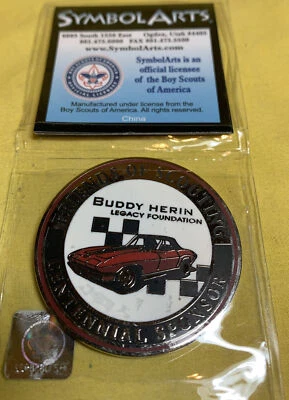 SYMBOLARTS
6083 South 1550 East Ogden, Utah 84405
801.475.6000 FAX 801.475.5500
www.SymbolArts.com
SymbolArts is an
official licensee
of the Boy Scouts
of America
Manufactured under license from the
Boy Scouts of America. All rights reserved.
China
BUDDY HERIN
LEGACY FOUNDATION
CENTENNIAL SPONSOR